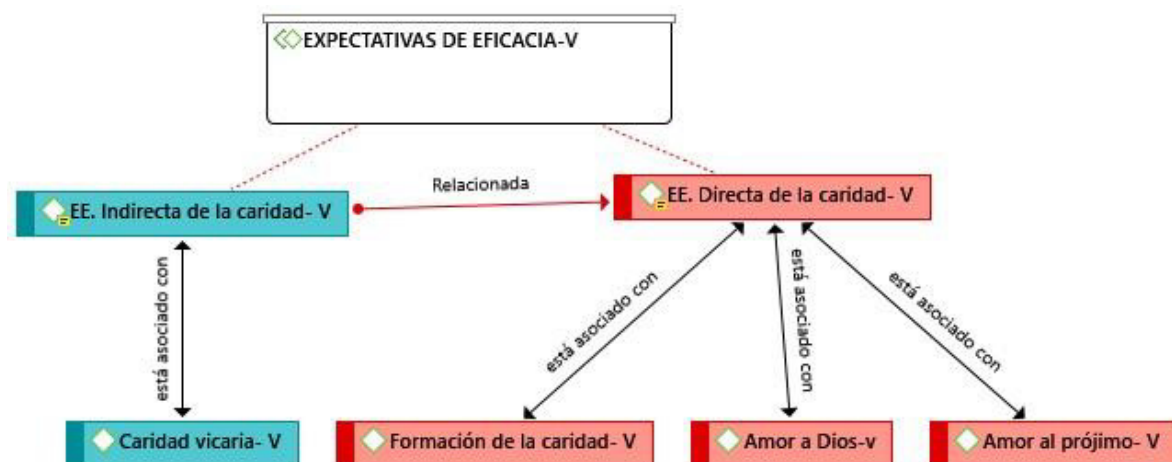 EXPECTATIVAS DE EFICACIA-V
Relacionada
EE. Indirecta de la caridad- V
EE. Directa de la caridad- V
está asociado con
está asociado con
está asociado con
está asociado con
Caridad vicaria- V
Formación de la caridad- V
Amor a Dios-v
Amor al prójimo- V